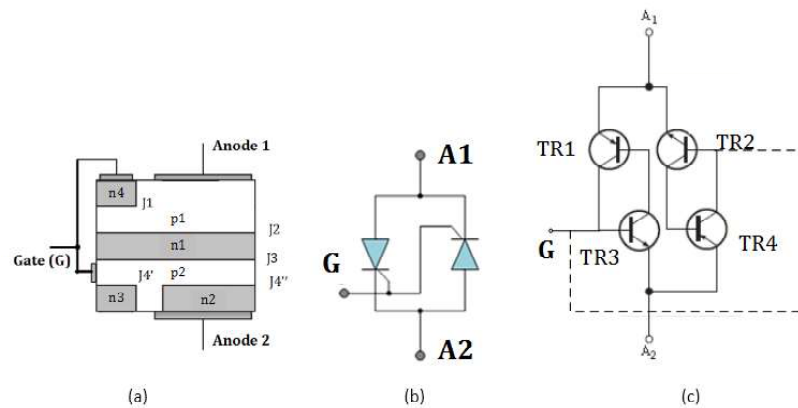 Anode 1
n4
J1
p1
J2
n1
J3
Gate (G)
J4'
p2
J4''
n3
n2
Anode 2
(a)
A1
G
A2
(b)
A1
TR1
TR2
G
TR3
TR4
A2
(c)